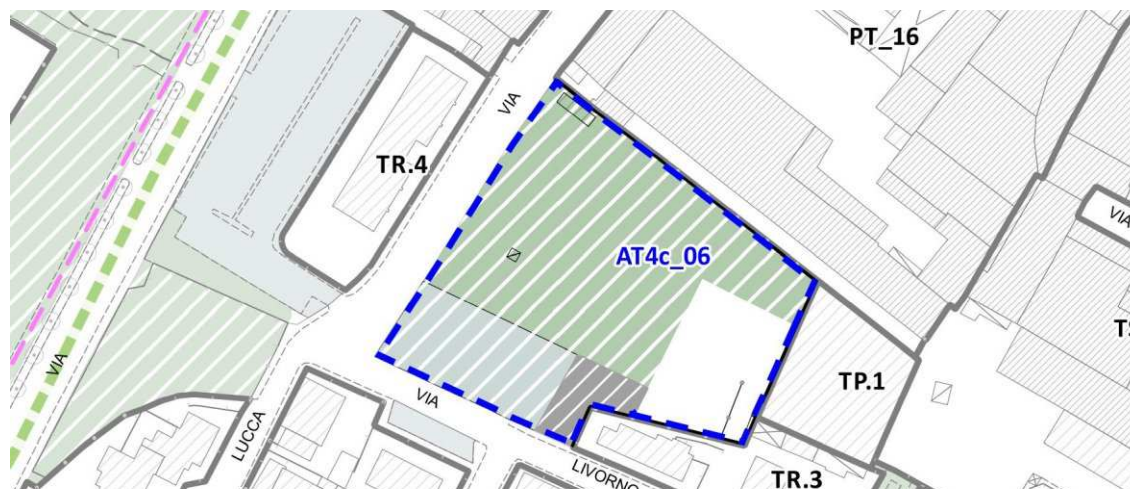 PT_16
VIA
TR.4
VIA
AT4c_06
VIA
TP.1
LUCCA
VIA
LIVORNO
TR.3